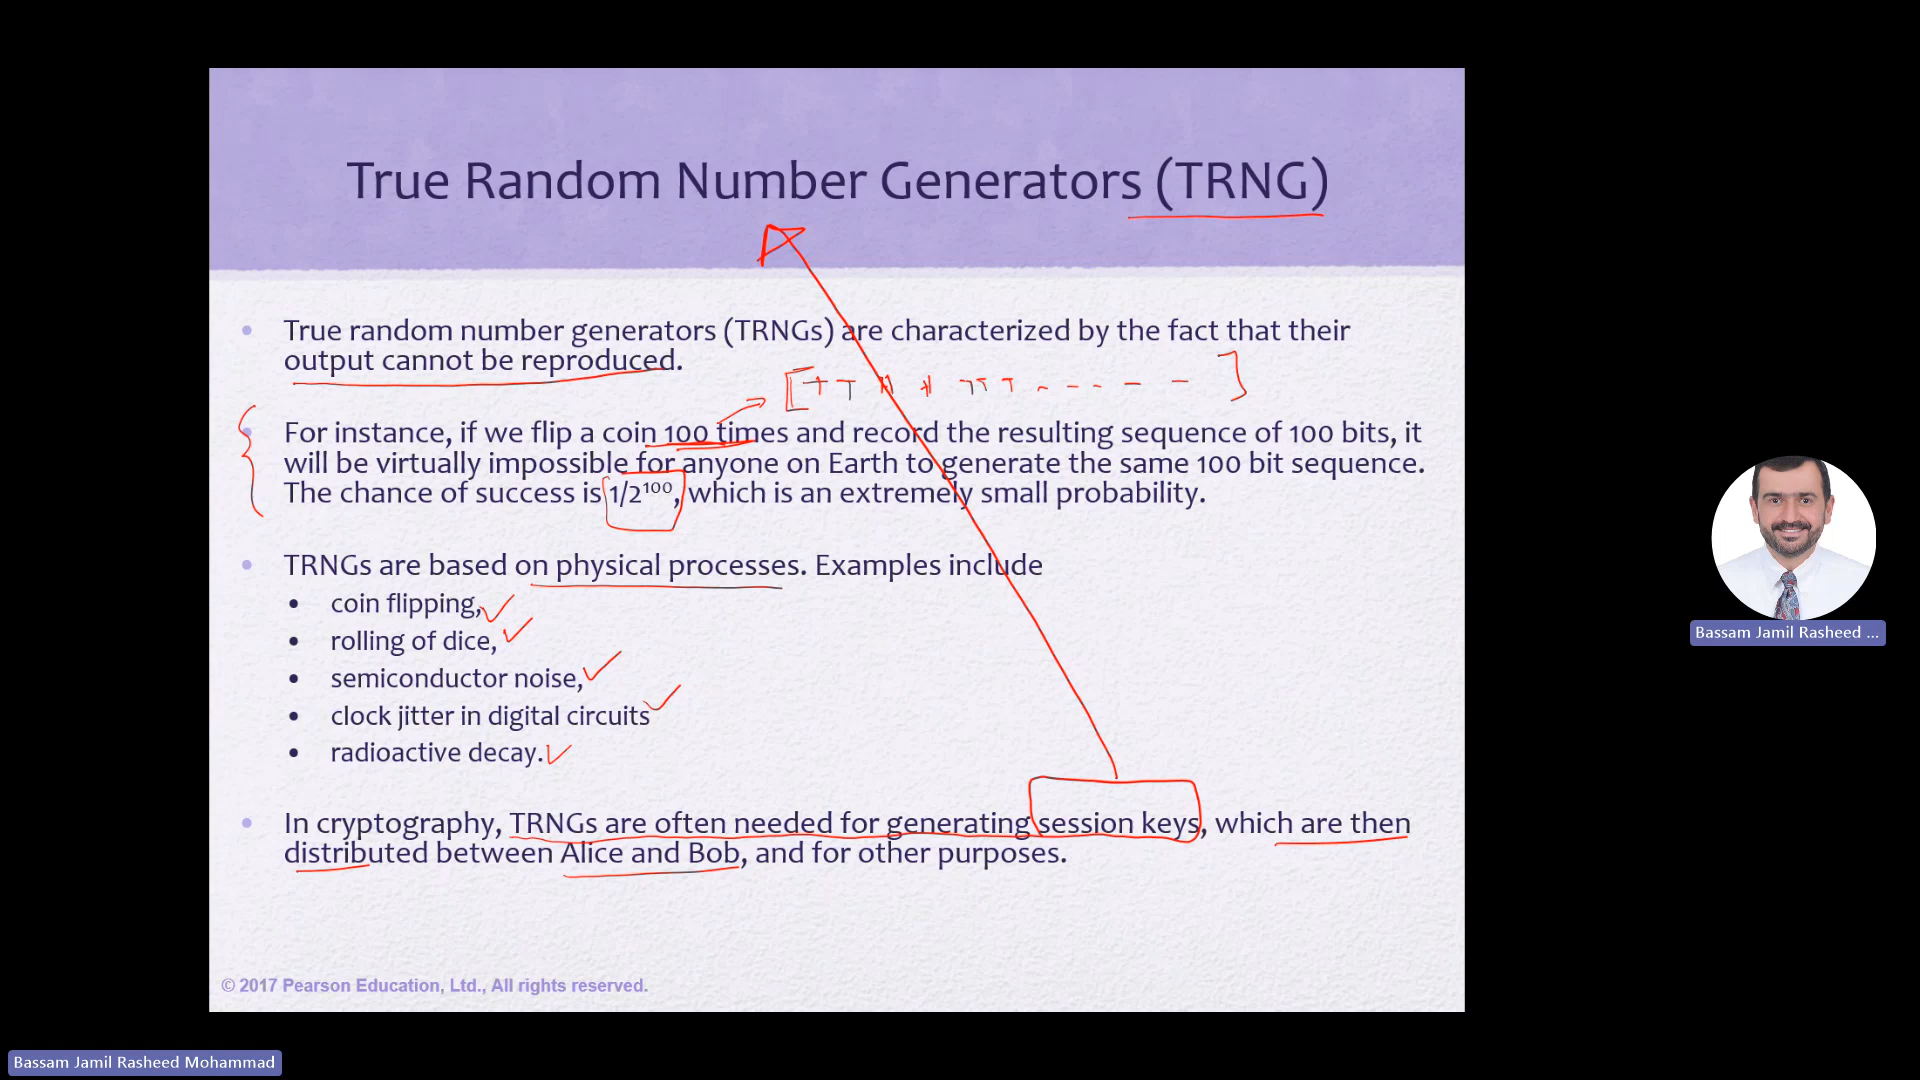 True Random Number Generators (TRNG)
• True random number generators (TRNGs) are characterized by the fact that their
output cannot be reproduced.
• For instance, if we flip a coin 100 times and record the resulting sequence of 100 bits, it
will be virtually impossible for anyone on Earth to generate the same 100 bit sequence.
The chance of success is 1/2¹⁰⁰, which is an extremely small probability.
• TRNGs are based on physical processes. Examples include
• coin flipping,
• rolling of dice,
• semiconductor noise,
• clock jitter in digital circuits
• radioactive decay.
• In cryptography, TRNGs are often needed for generating session keys, which are then
distributed between Alice and Bob, and for other purposes.
© 2017 Pearson Education, Ltd., All rights reserved.
Bassam Jamil Rasheed ...
Bassam Jamil Rasheed Mohammad